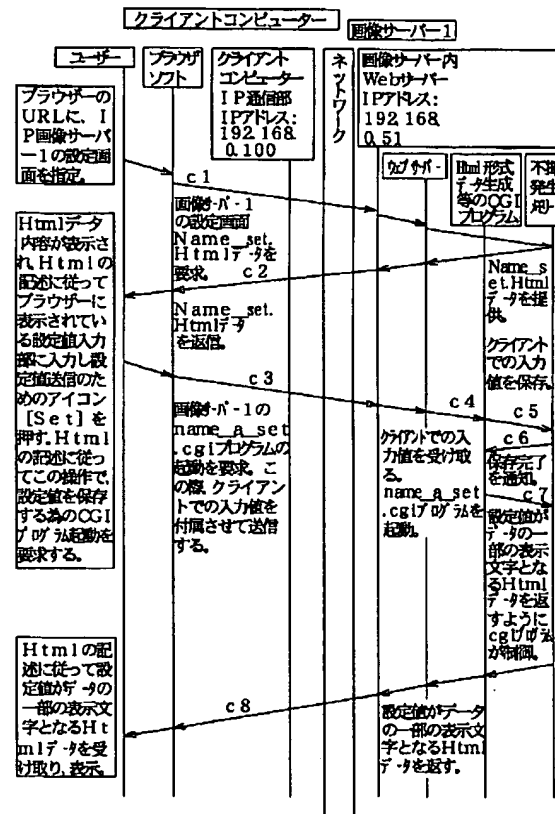 クライアントコンピューター
画像サーバー1
ユーザー
ブラウザ
ソフト
クライアント
コンピューター
IP通信部
IPアドレス:
192.168.
0.100
ネットワーク
画像サーバー内
Webサーバー
IPアドレス:
192.168.
0.51
ウェブサーバー
Html形式
データ生成
等のCGI
プログラム
不揮
発生
ブラウザーの
URLに、I
P画像サーバ
ー1の設定画
面を指定。
c1
画像サーバー1
の設定画面
Name_set.
Htmlデータを
要求。
c2
Name_set.
Htmlデータ
を返信。
Name_s
et.Html
データを提
供。
Htmlデータ
内容が表示さ
れ、Htmlの
記述に従って
ブラウザーに
表示されてい
る設定値入力
部に入力し設
定値送信のた
めのアイコン
[Set]を
押す。Html
の記述に従っ
てこの操作で、
設定値を保存
する為のCGI
プログラム起動を
要求する。
クライアント
での入力
値を保存。
c3
c4
c5
画像サーバー1の
name_a_set
.cgiプログラムの
起動を要求。こ
の際、クライアン
トでの入力値を
付属させて送信
する。
クライアントでの入
力値を受け取
る。
name_a_set
.cgiプログラムを
起動。
c6
保存完了
を通知。
c7
設定値が
データの一
部の表示
文字とな
るHtml
データを返
すように
cgiプログラム
が制御。
Htmlの記
述に従って設
定値がデータの
一部の表示文
字となるHt
mlデータを受
け取り、表示。
c8
設定値がデータ
の一部の表示文
字となるHtml
データを返す。